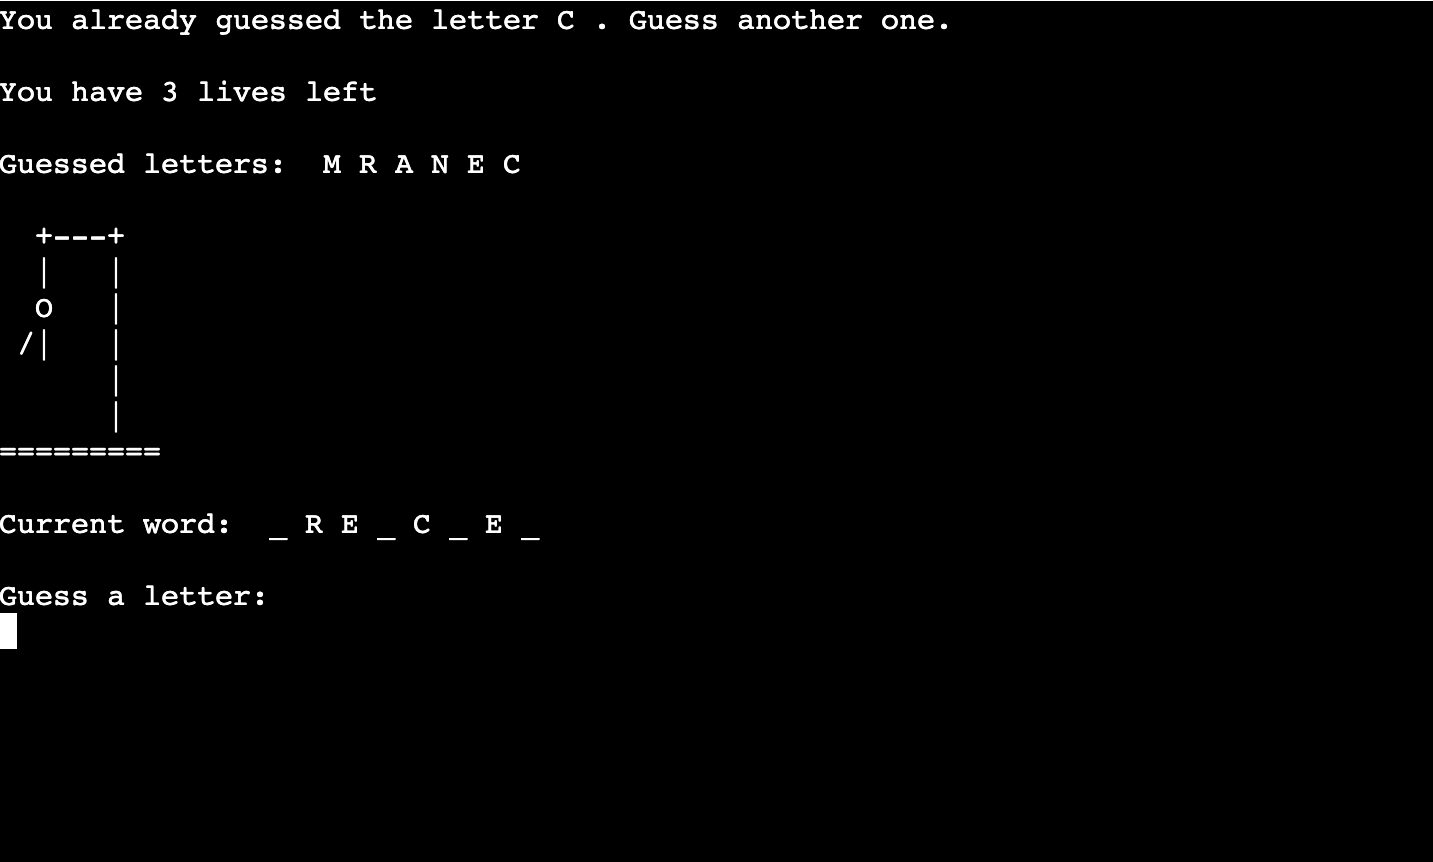 You already guessed the letter C . Guess another one.
You have 3 lives left
Guessed letters:  M R A N E C
  +---+
  |   |
  o   |
 /|   |
      |
      |
=========
Current word:  _ R E _ C _ E _
Guess a letter: